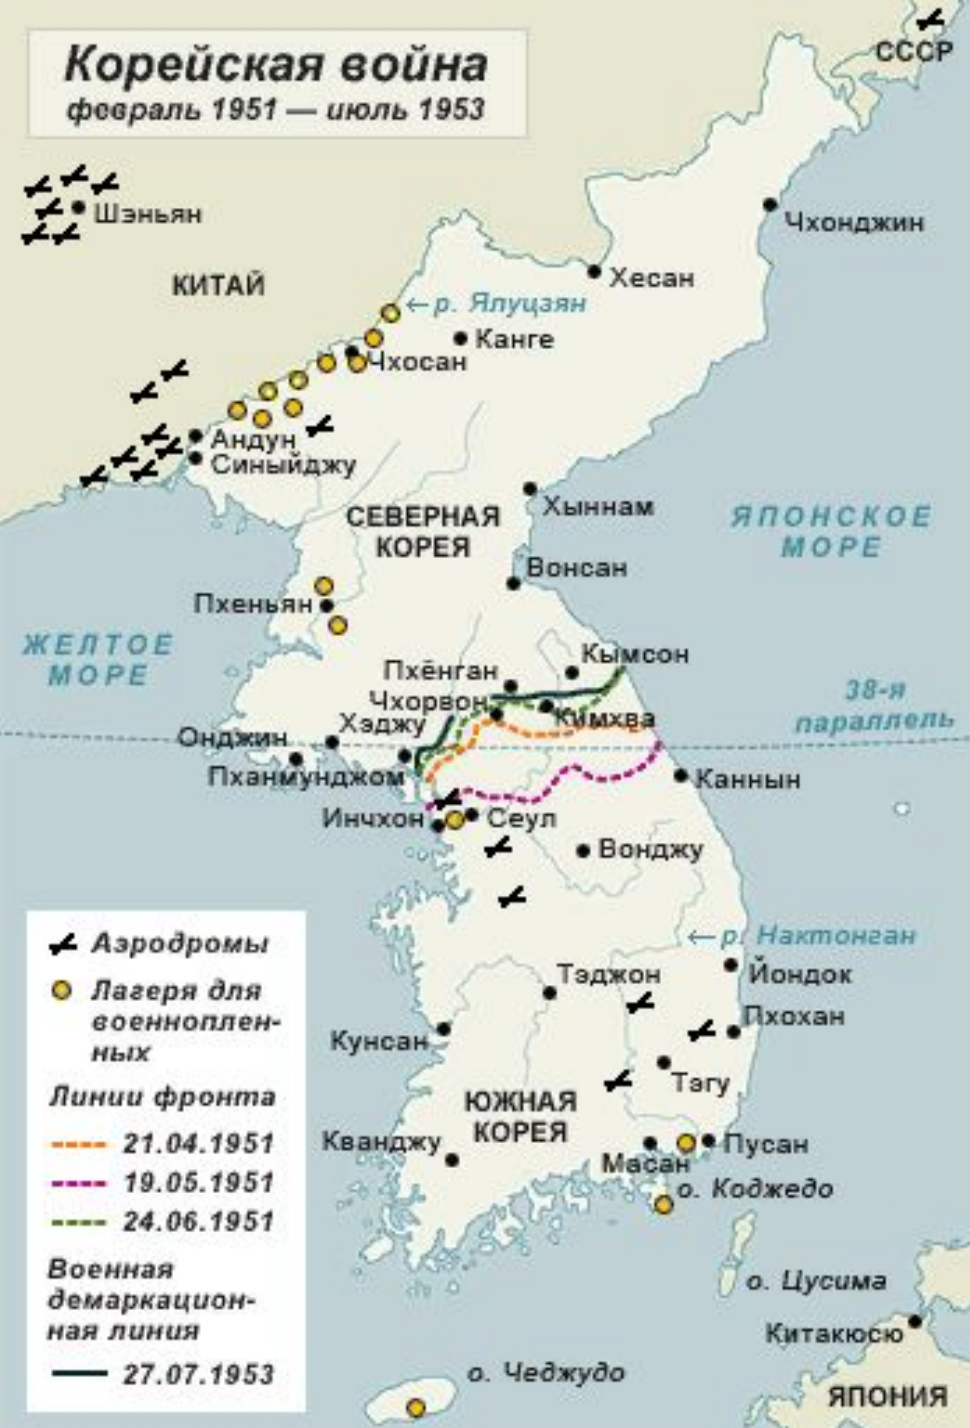 Корейская война
февраль 1951 — июль 1953
СССР
Шэньян
Чхонджин
КИТАЙ
Хесан
←р. Ялуцзян
Канге
Чхосан
Андун
Синыйджу
Хыннам
СЕВЕРНАЯ
КОРЕЯ
ЯПОНСКОЕ
МОРЕ
Вонсан
Пхеньян
ЖЕЛТОЕ
МОРЕ
Кымсон
Пхёнган
Чхорвон
Кимхва
38-я
параллель
Хэджу
Онджин
Пханмунджом
Каннын
Инчхон
Сеул
Вонджу
←р. Нактонган
Тэджон
Йондок
Пхохан
Кунсан
Тэгу
ЮЖНАЯ
КОРЕЯ
Кванджу
Пусан
Масан
о. Коджедо
о. Цусима
Китакюсю
о. Чеджудо
ЯПОНИЯ
Аэродромы
Лагеря для
военноплен-
ных
Линии фронта
21.04.1951
19.05.1951
24.06.1951
Военная
демаркацион-
ная линия
27.07.1953